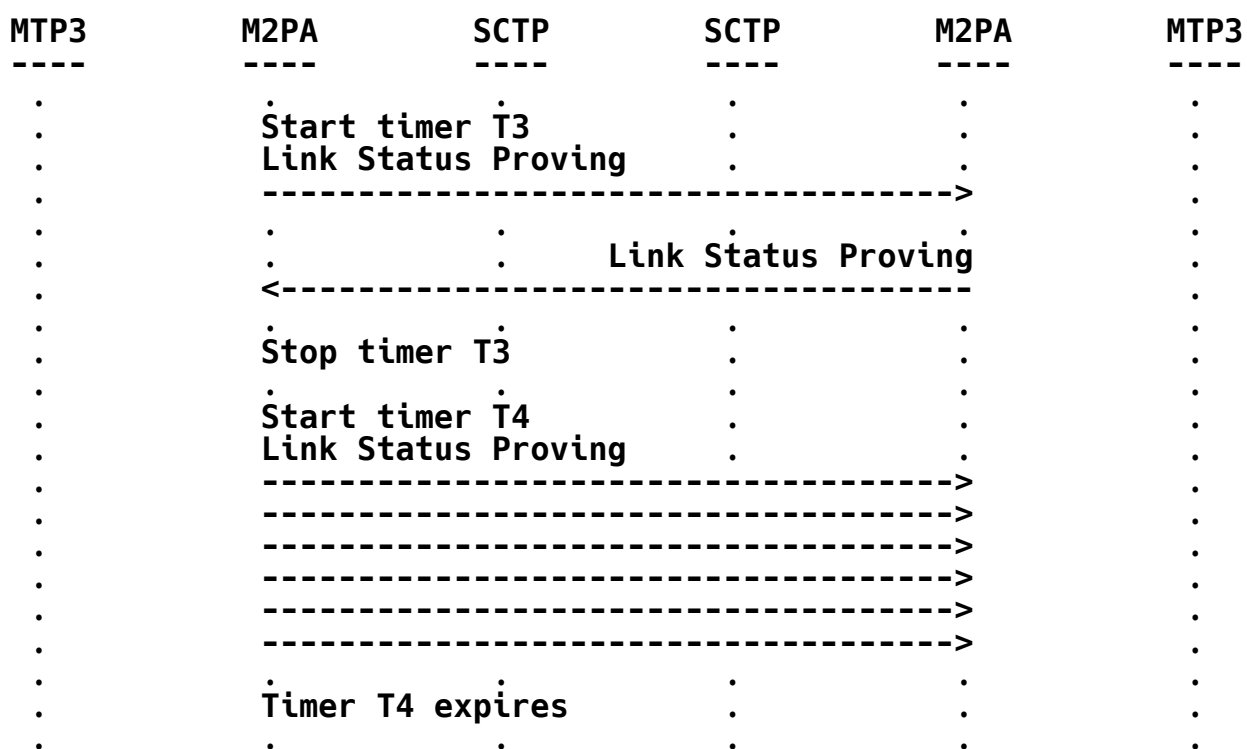 MTP3 M2PA SCTP SCTP M2PA MTP3
---- ---- ---- ---- ---- ----
. . . . . .
. Start timer T3 . . .
. Link Status Proving . . .
. ------------------------------------> .
. . . . . .
. . . Link Status Proving .
. <------------------------------------ .
. . . . . .
. Stop timer T3 . . .
. . . . . .
. Start timer T4 . . .
. Link Status Proving . . .
. ------------------------------------> .
. ------------------------------------> .
. ------------------------------------> .
. ------------------------------------> .
. ------------------------------------> .
. ------------------------------------> .
. . . . . .
. Timer T4 expires . . .
. . . . . .